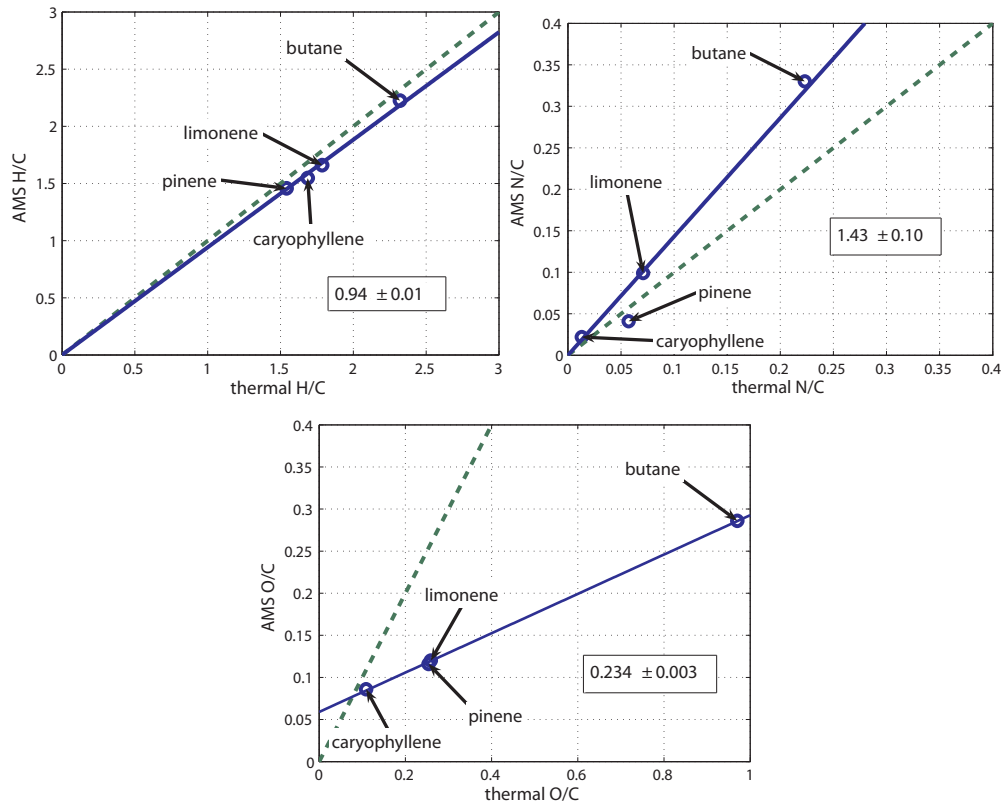 3
2.5
2
1.5
1
0.5
0
AMS H/C
butane
limonene
pinene
caryophyllene
0.94 ±0.01
0 0.5 1.0 1.5 2 2.5 3
thermal H/C
0.4
0.35
0.3
0.25
0.2
0.15
0.1
0.05
0
AMS N/C
butane
limonene
1.43 ±0.10
pinene
caryophyllene
0 0.05 0.1 0.15 0.2 0.25 0.3 0.35 0.4
thermal N/C
0.4
0.35
0.3
0.25
0.2
0.15
0.1
0.05
0
AMS O/C
butane
limonene
0.234 ±0.003
pinene
caryophyllene
0 0.2 0.4 0.6 0.8 1
thermal O/C